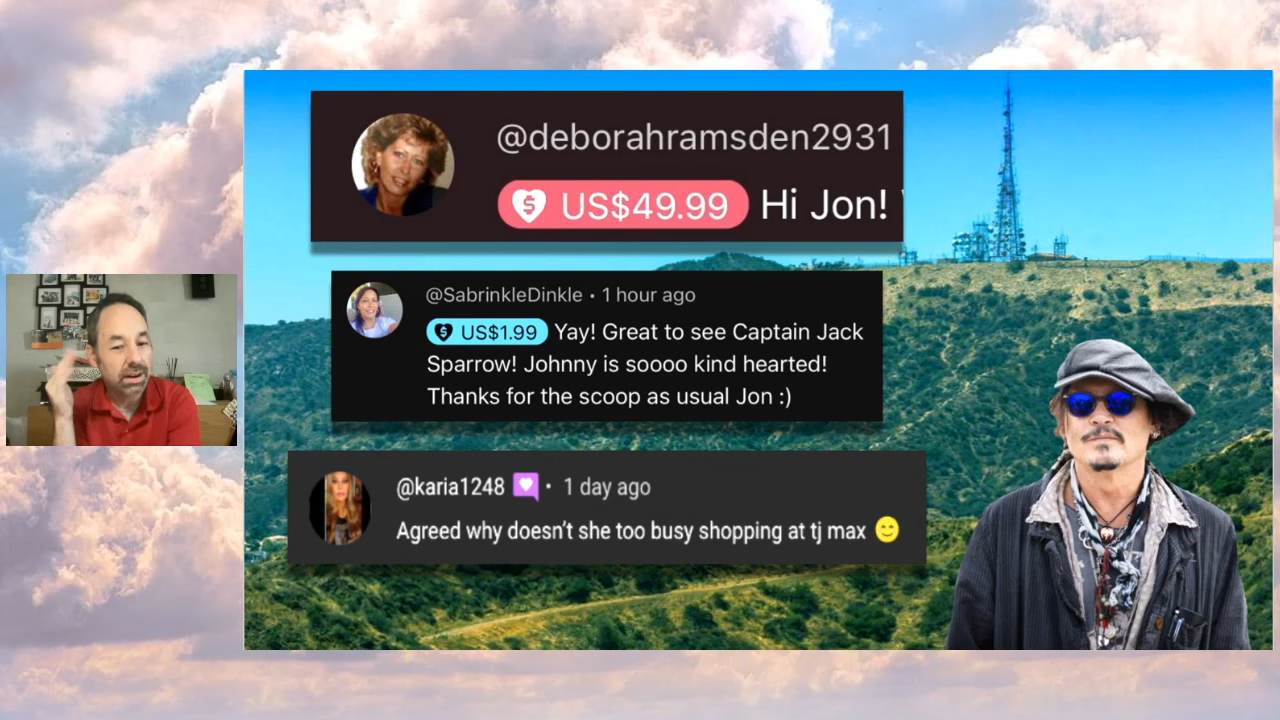 @deborahramsden2931
US$49.99 Hi Jon!
@SabrinkleDinkle • 1 hour ago
US$1.99 Yay! Great to see Captain Jack
Sparrow! Johnny is soooo kind hearted!
Thanks for the scoop as usual Jon :)
@karia1248 • 1 day ago
Agreed why doesn't she too busy shopping at tj max 😊